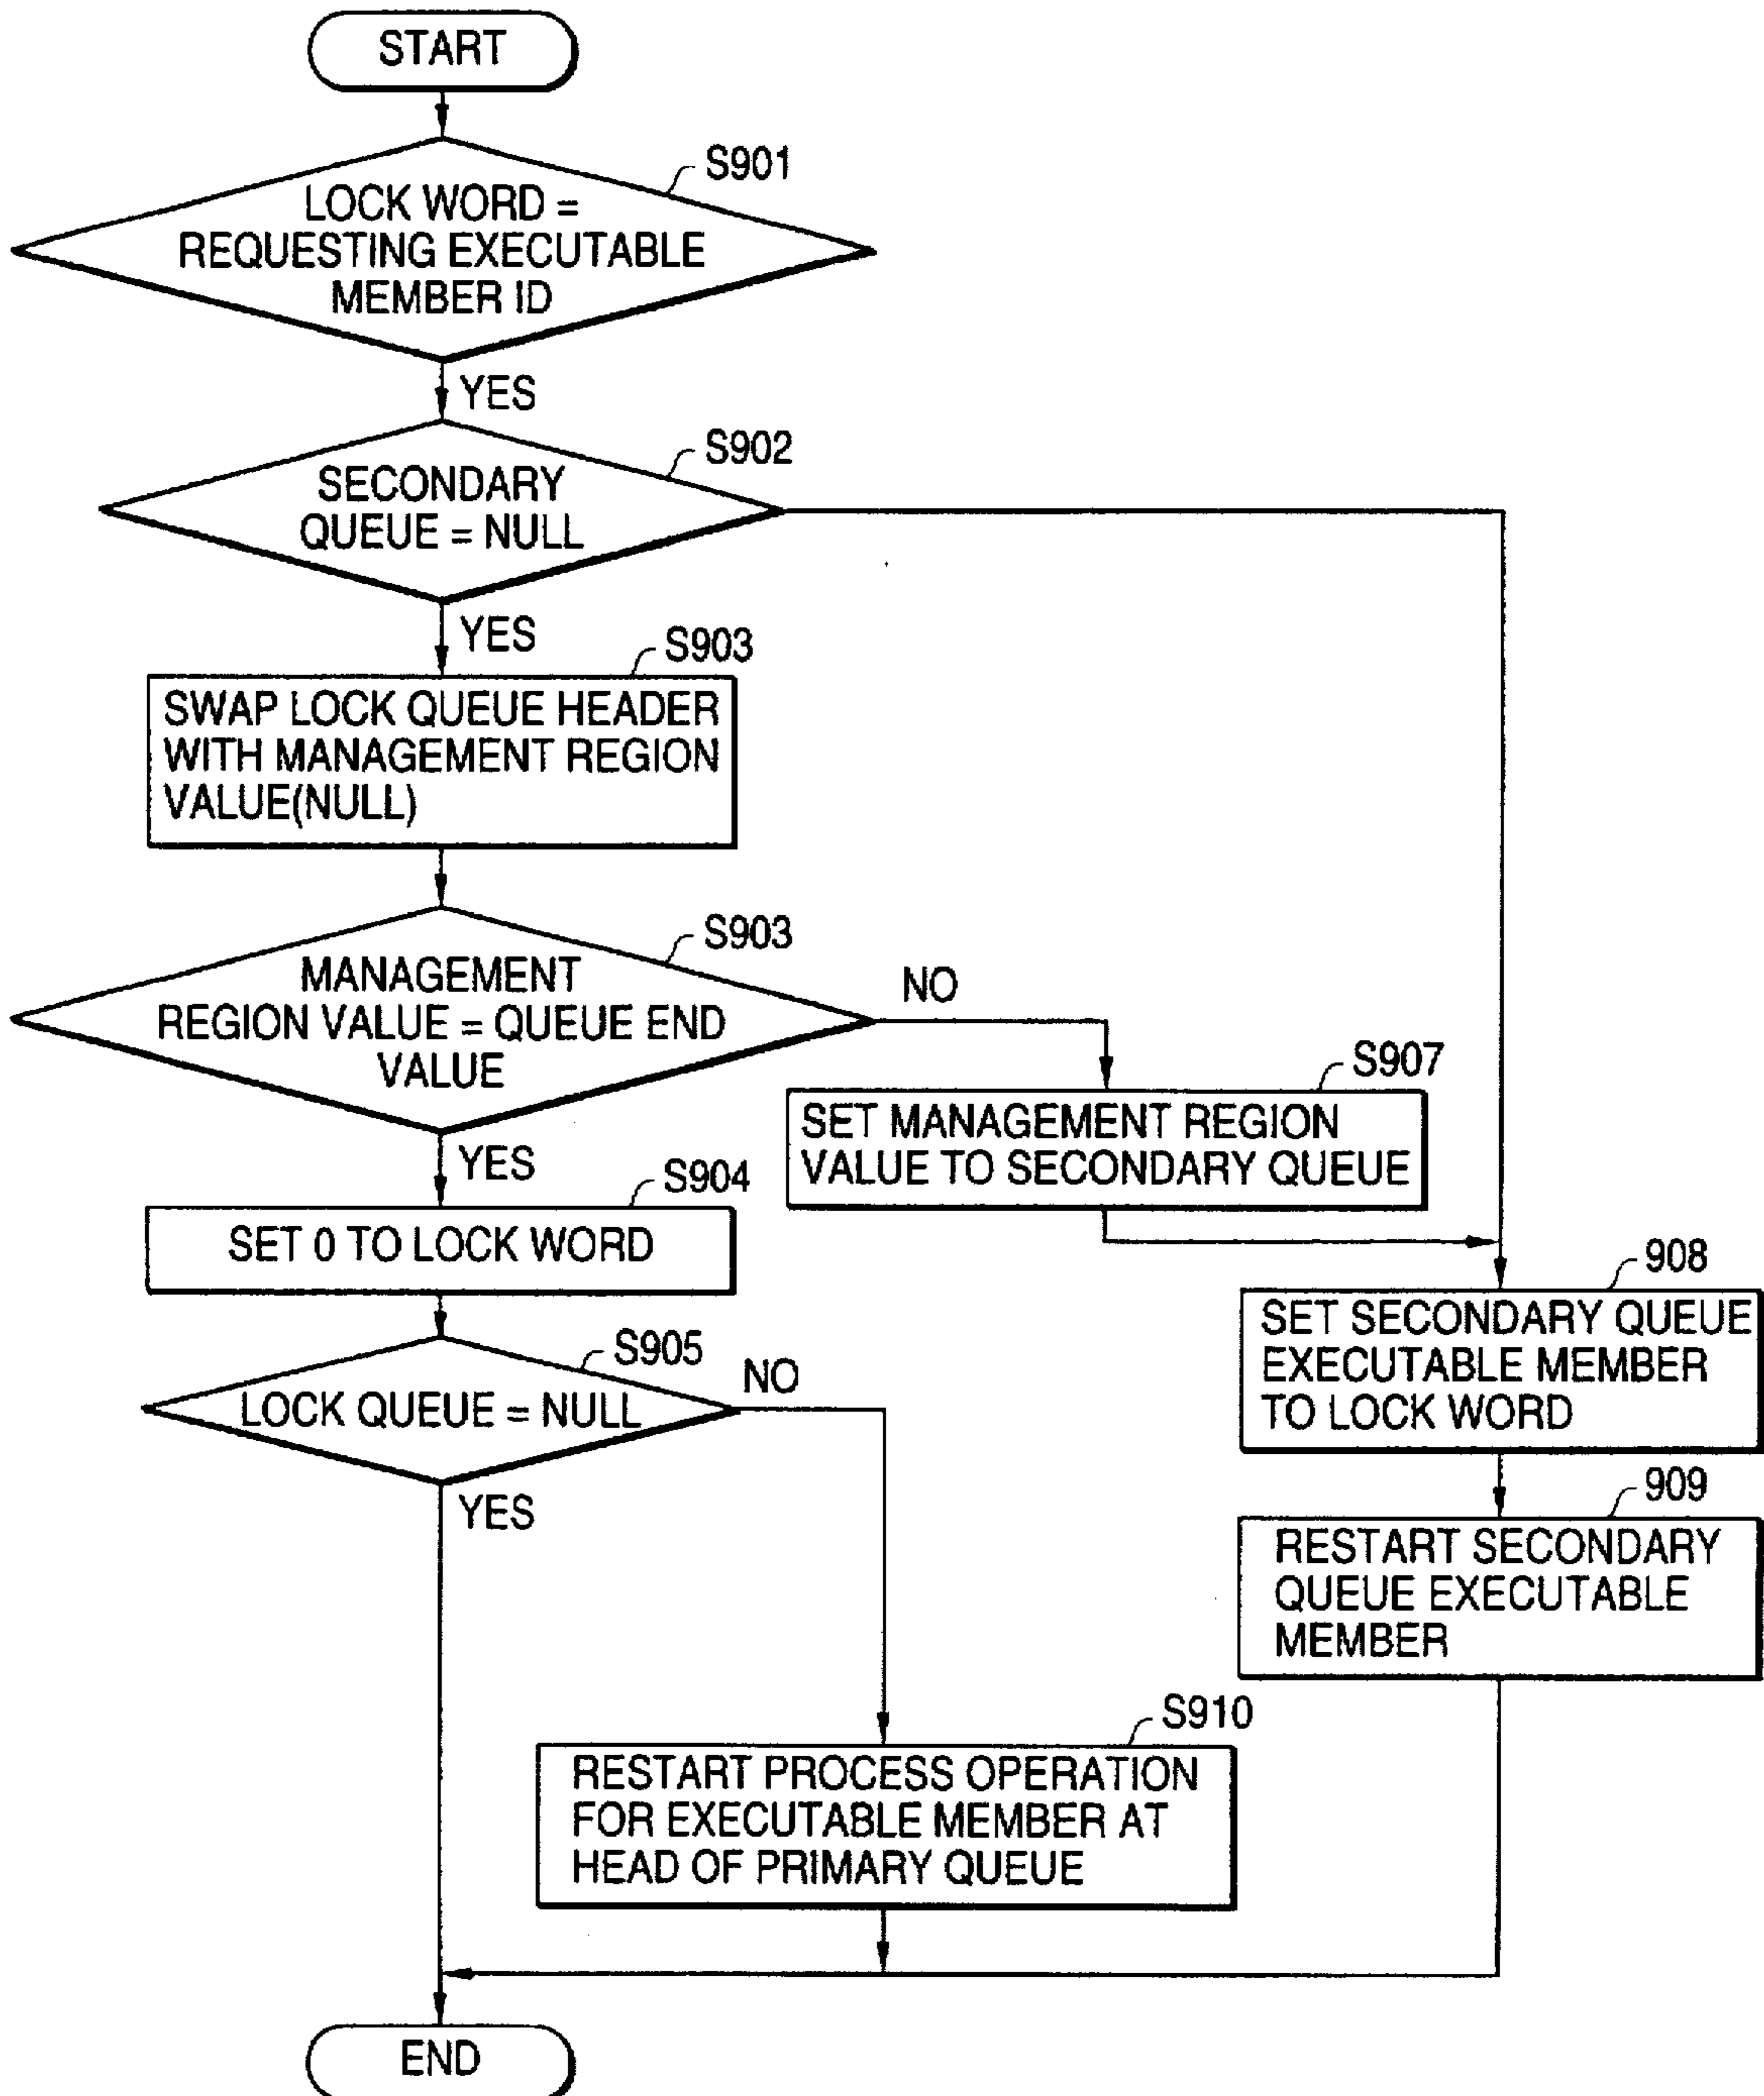 START
S901
LOCK WORD =
REQUESTING EXECUTABLE
MEMBER ID
YES
S902
SECONDARY
QUEUE = NULL
YES
S903
SWAP LOCK QUEUE HEADER
WITH MANAGEMENT REGION
VALUE(NULL)
S903
MANAGEMENT
REGION VALUE = QUEUE END
VALUE
NO
YES
S907
SET MANAGEMENT REGION
VALUE TO SECONDARY QUEUE
S904
SET 0 TO LOCK WORD
908
SET SECONDARY QUEUE
EXECUTABLE MEMBER
TO LOCK WORD
S905
LOCK QUEUE = NULL
NO
YES
909
RESTART SECONDARY
QUEUE EXECUTABLE
MEMBER
S910
RESTART PROCESS OPERATION
FOR EXECUTABLE MEMBER AT
HEAD OF PRIMARY QUEUE
END